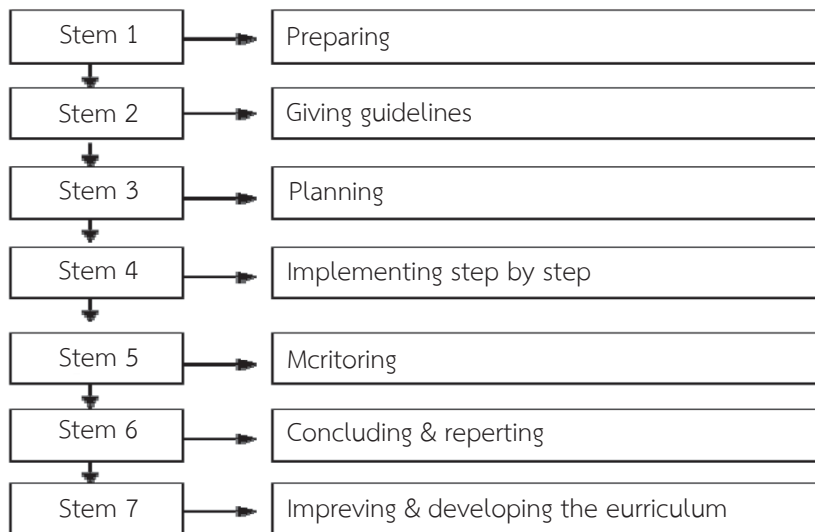 Stem 1
Preparing
Stem 2
Giving guidelines
Stem 3
Planning
Stem 4
Implementing step by step
Stem 5
Mcritoring
Stem 6
Concluding & reperting
Stem 7
Impreving & developing the eurriculum